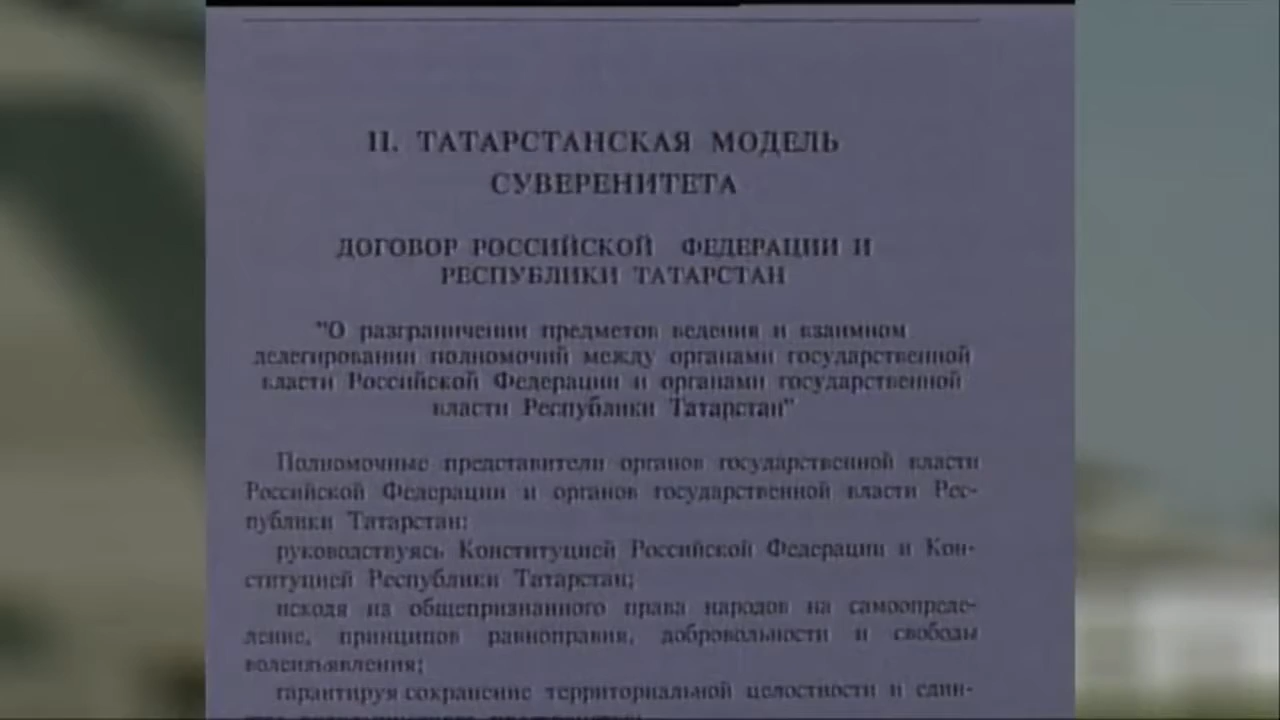 II. ТАТАРСТАНСКАЯ МОДЕЛЬ
СУВЕРЕНИТЕТА
ДОГОВОР РОССИЙСКОЙ ФЕДЕРАЦИИ И
РЕСПУБЛИКИ ТАТАРСТАН
"О разграничении предметов ведения и взаимном
делегировании полномочий между органами государственной
власти Российской Федерации и органами государственной
власти Республики Татарстан"
Полномочные представители органов государственной власти
Российской Федерации и органов государственной власти Рес-
публики Татарстан:
руководствуясь Конституцией Российской Федерации и Кон-
ституцией Республики Татарстан;
исходя из общепризнанного права народов на самоопреде-
ление, принципов равноправия, добровольности и свободы
волеизъявления;
гарантируя сохранение территориальной целостности и един-